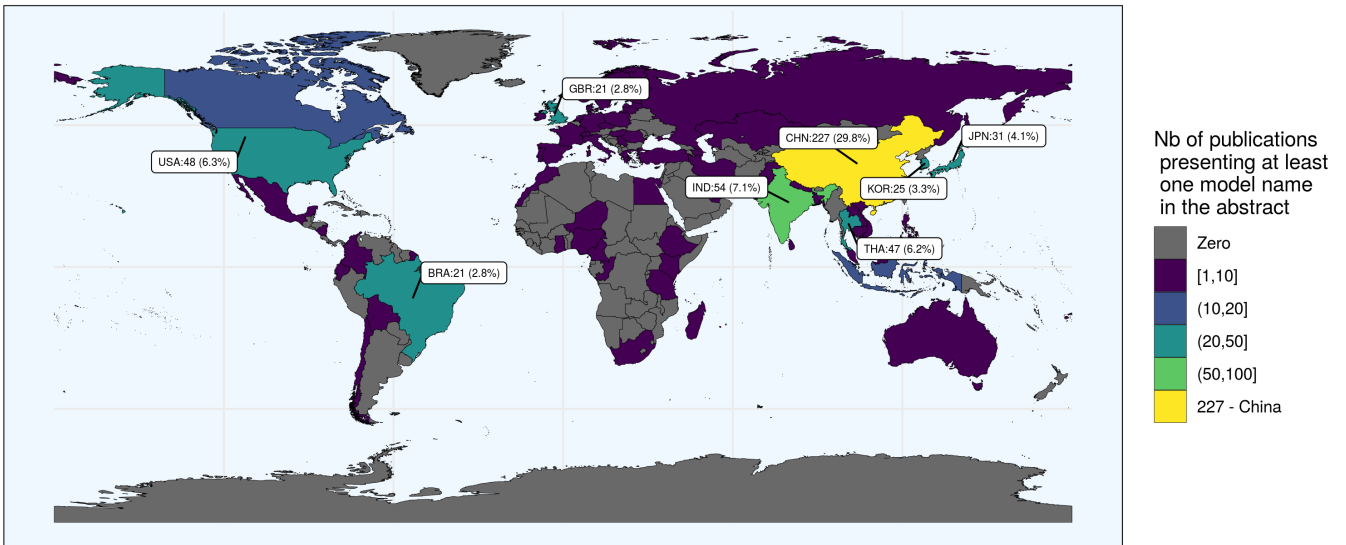 GBR:21 (2.8%)
CHN:227 (29.8%)
JPN:31 (4.1%)
USA:48 (6.3%)
IND:54 (7.1%)
KOR:25 (3.3%)
THA:47 (6.2%)
BRA:21 (2.8%)
Nb of publications
presenting at least
one model name
in the abstract
Zero
[1,10]
(10,20]
(20,50]
(50,100]
227 - China